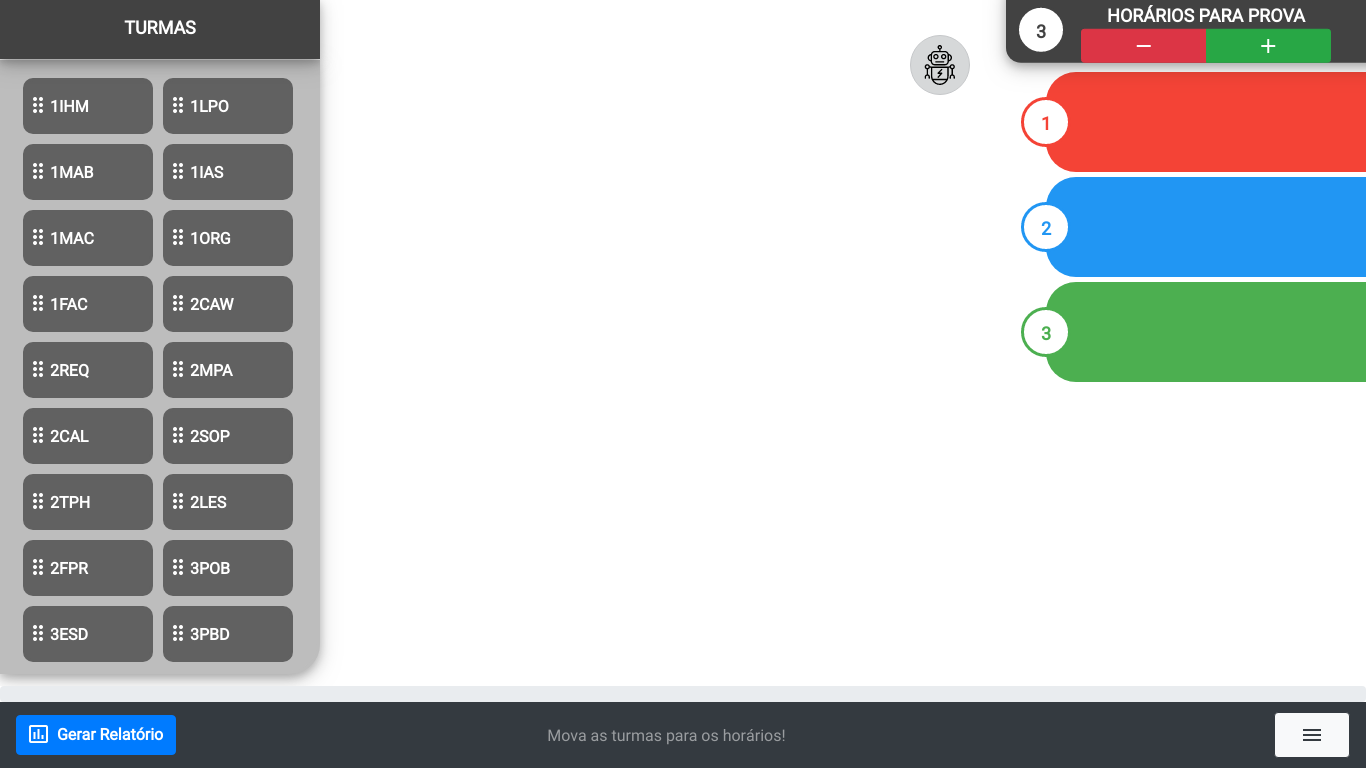 TURMAS
1IHM
1LPO
1MAB
1IAS
1MAC
1ORG
1FAC
2CAW
2REQ
2MPA
2CAL
2SOP
2TPH
2LES
2FPR
3POB
3ESD
3PBD
3
HORÁRIOS PARA PROVA
1
2
3
Gerar Relatório
Mova as turmas para os horários!